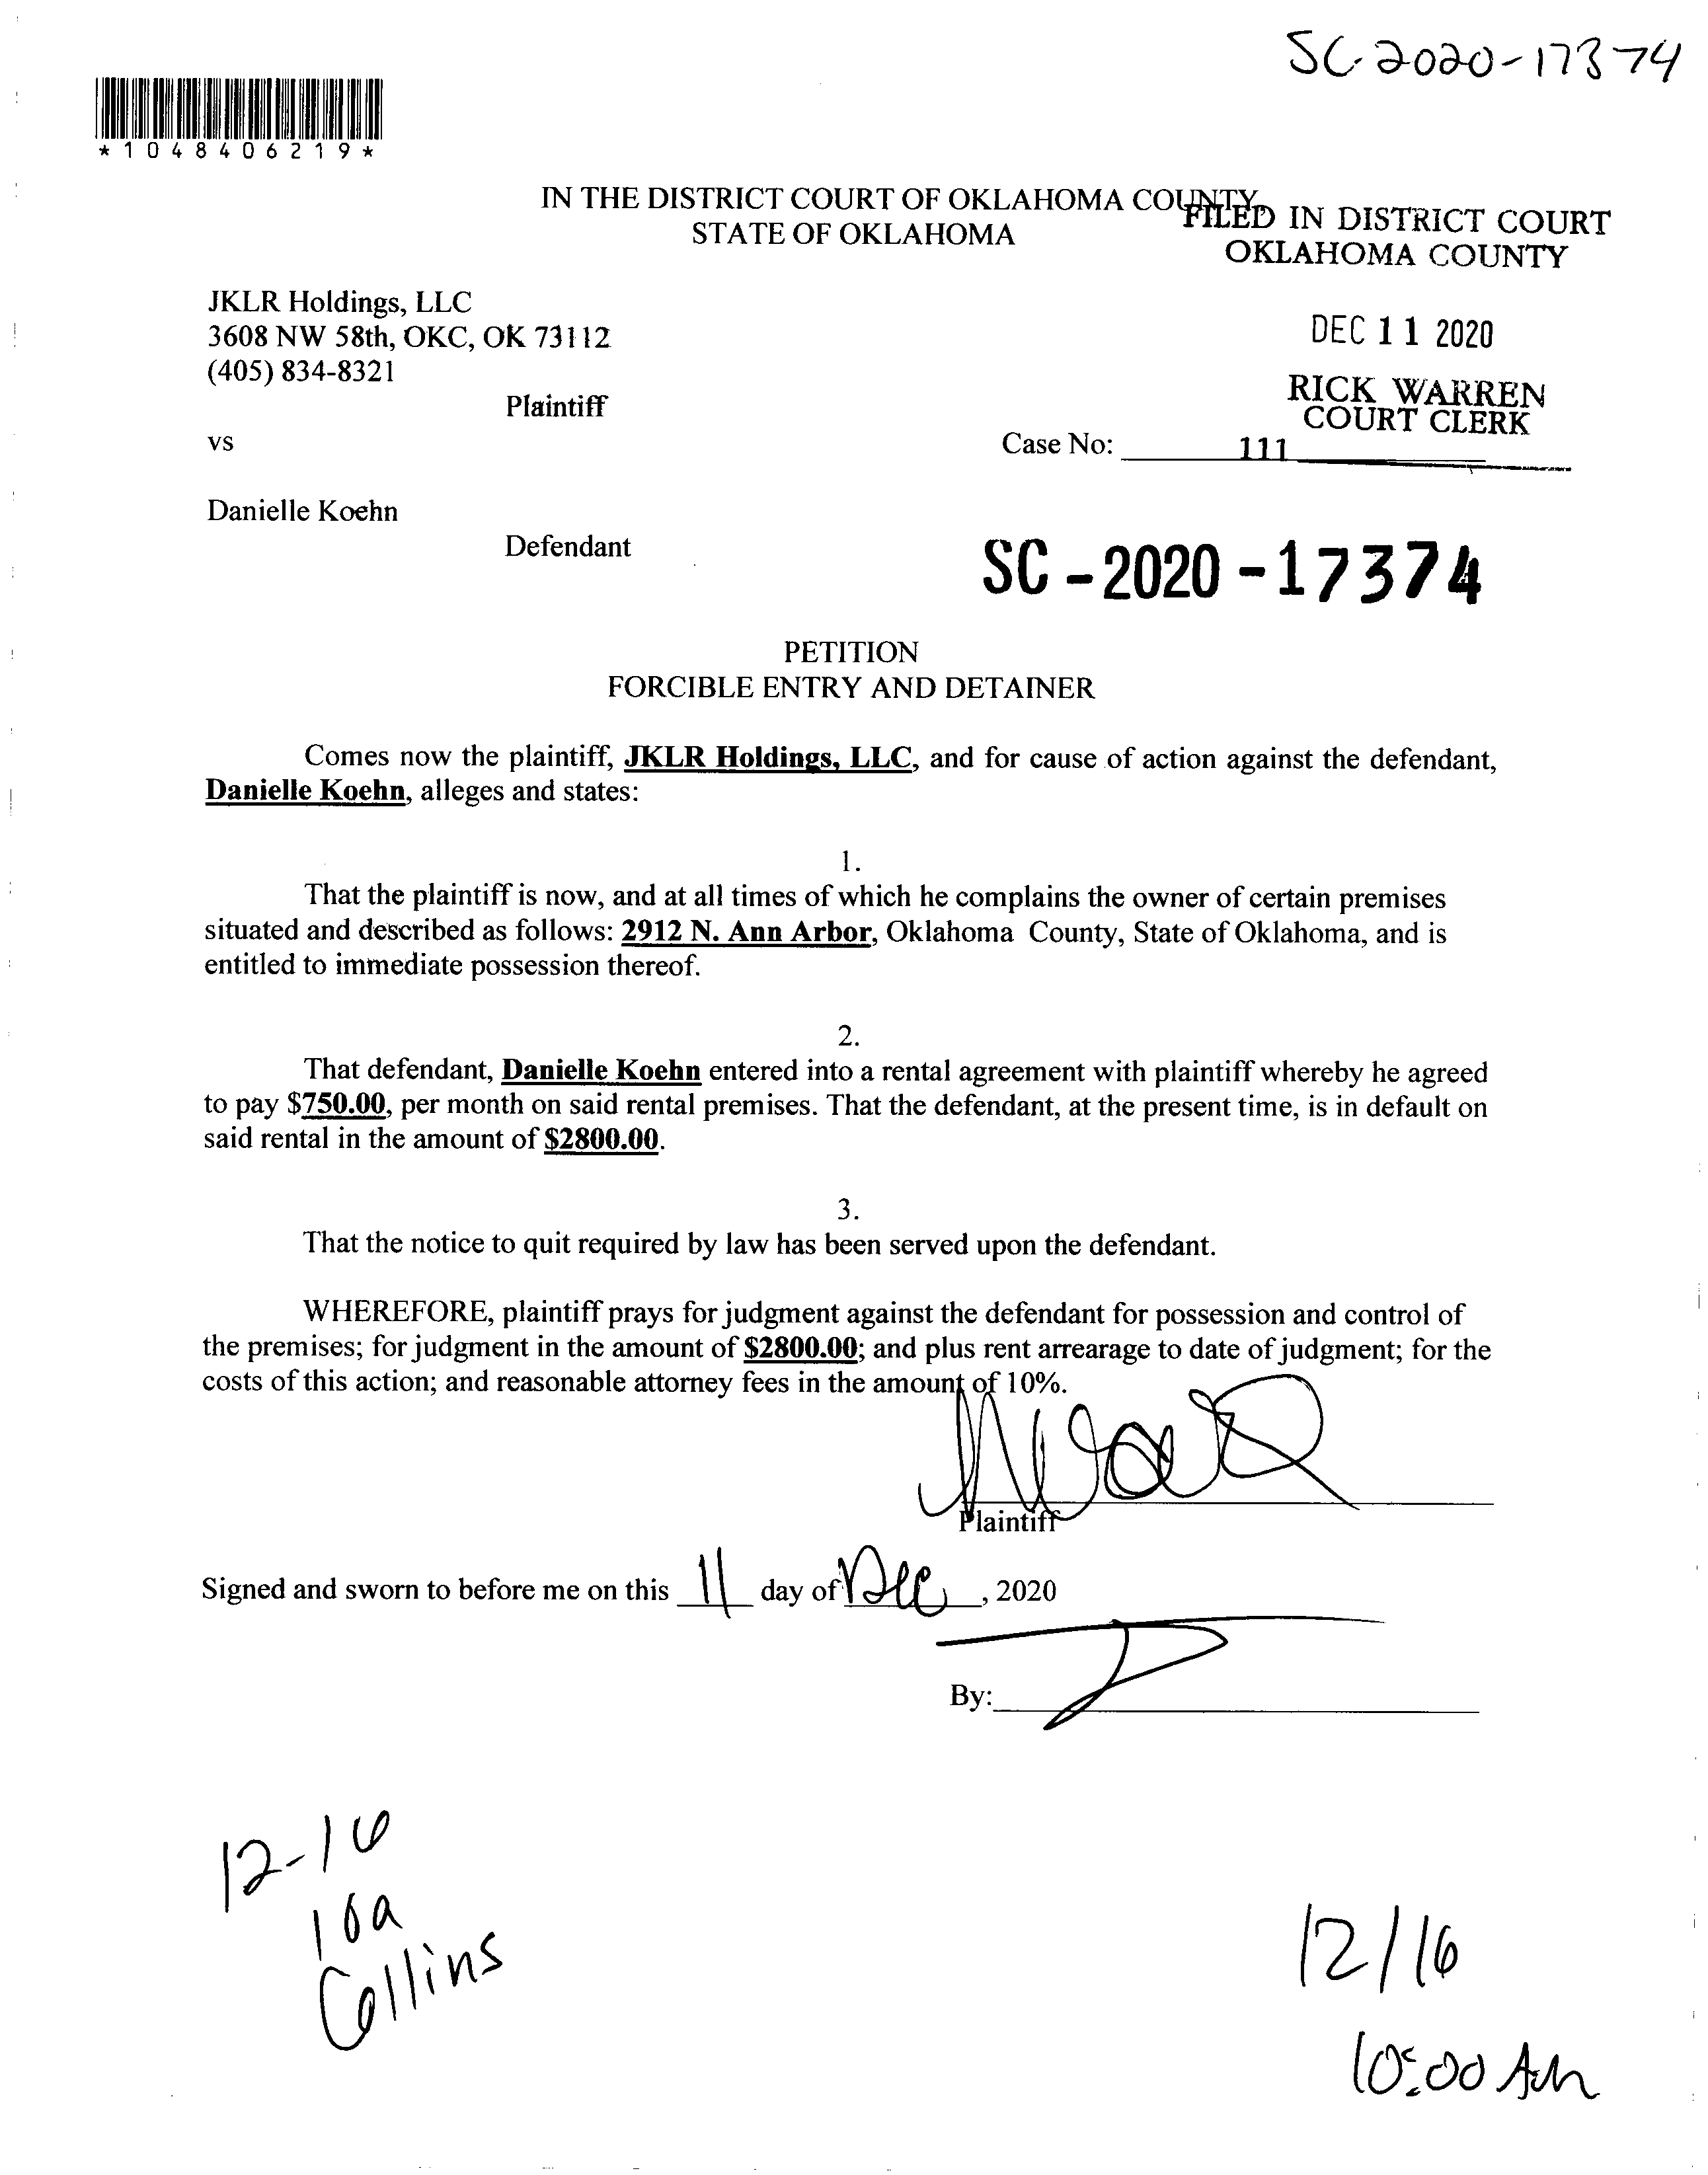 SC-2020-17374
*1048406219*
IN THE DISTRICT COURT OF OKLAHOMA COUNTY
STATE OF OKLAHOMA
FILED IN DISTRICT COURT
OKLAHOMA COUNTY
JKLR Holdings, LLC
3608 NW 58th, OKC, OK 73112
(405) 834-8321
DEC 11 2020
Plaintiff
RICK WARREN
COURT CLERK
vs
Case No:
111
Danielle Koehn
Defendant
SC-2020-17374
PETITION
FORCIBLE ENTRY AND DETAINER
Comes now the plaintiff, JKLR Holdings, LLC, and for cause of action against the defendant,
Danielle Koehn, alleges and states:
1.
That the plaintiff is now, and at all times of which he complains the owner of certain premises
situated and described as follows: 2912 N. Ann Arbor, Oklahoma County, State of Oklahoma, and is
entitled to immediate possession thereof.
2.
That defendant, Danielle Koehn entered into a rental agreement with plaintiff whereby he agreed
to pay $750.00, per month on said rental premises. That the defendant, at the present time, is in default on
said rental in the amount of $2800.00.
3.
That the notice to quit required by law has been served upon the defendant.
WHEREFORE, plaintiff prays for judgment against the defendant for possession and control of
the premises; for judgment in the amount of $2800.00; and plus rent arrearage to date of judgment; for the
costs of this action; and reasonable attorney fees in the amount of 10%.
Plaintiff
Signed and sworn to before me on this 11 day of Dec, 2020
By:
12-16
10a
Collins
12/16
10:00 AM